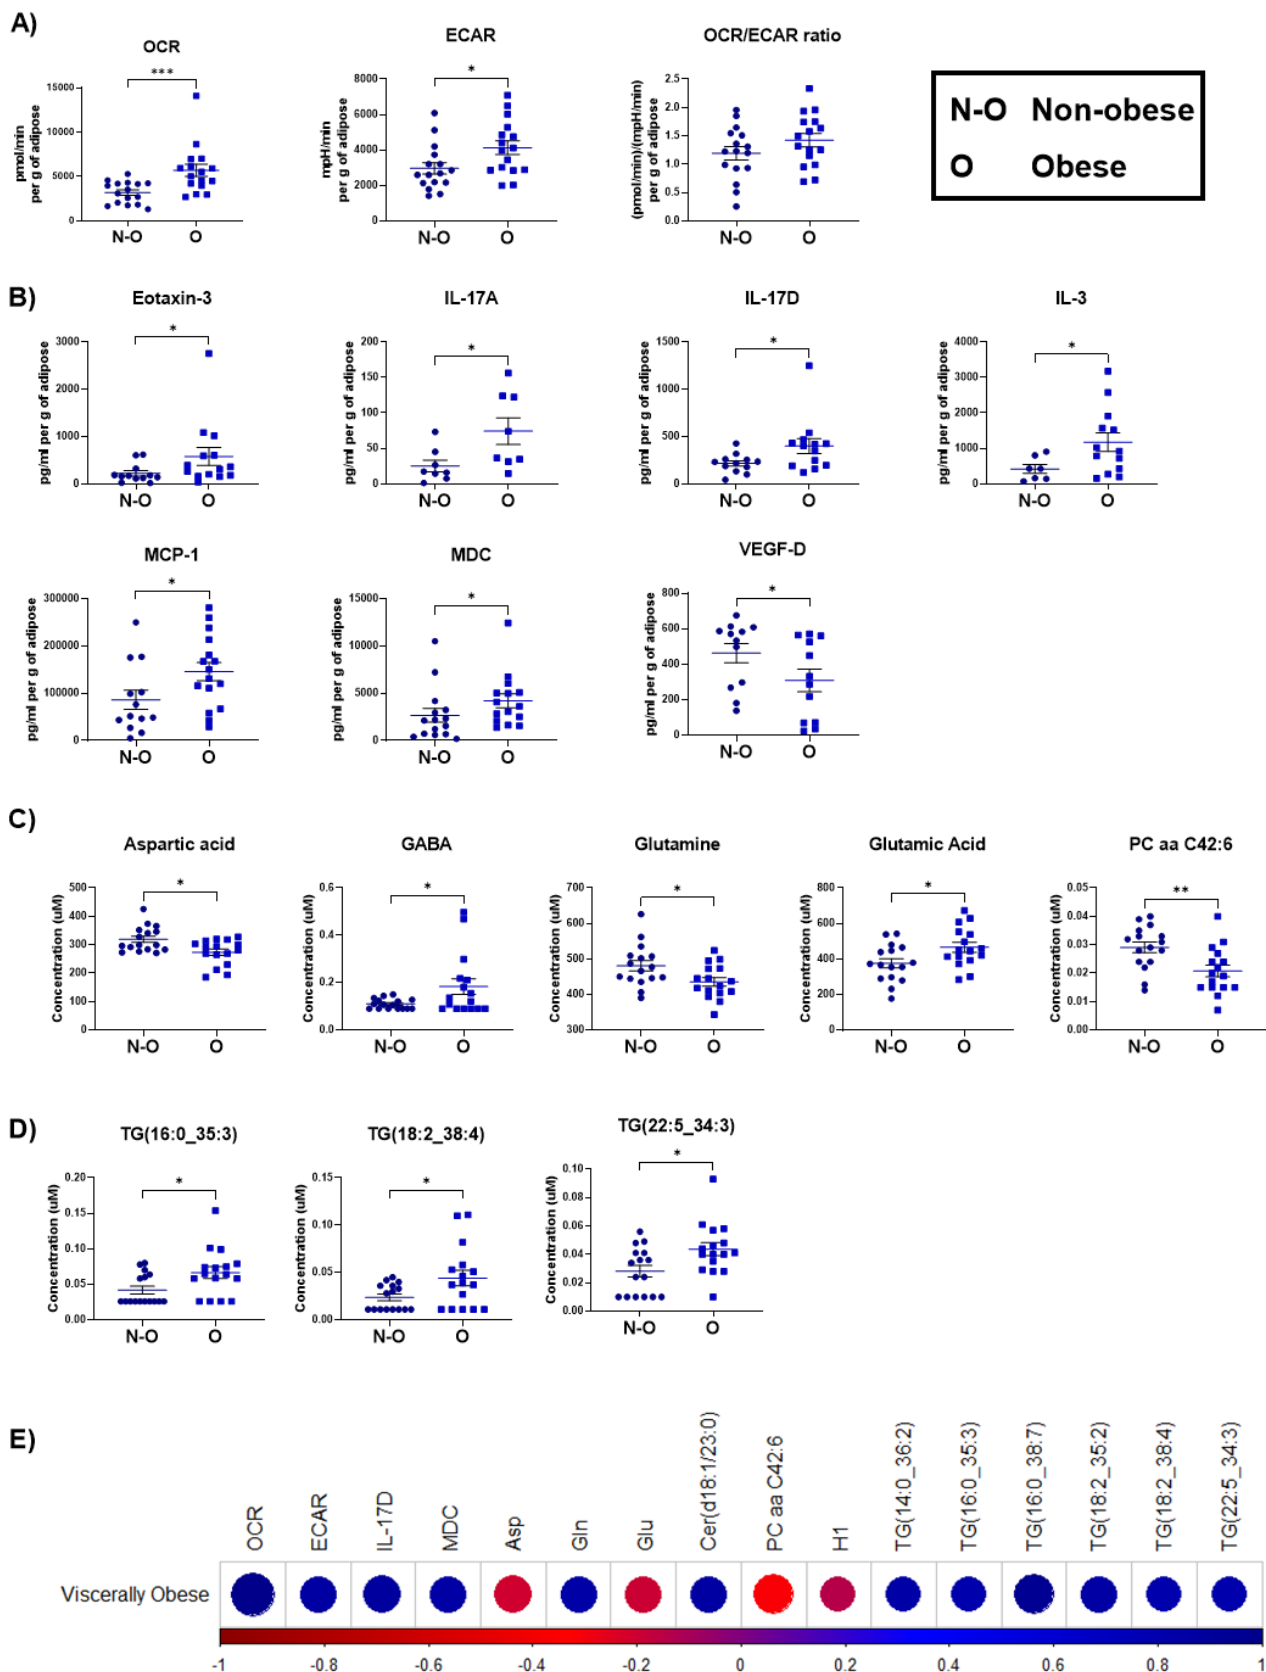 A)
OCR
***
15000
10000
5000
0
pmol/min
per g of adipose
N-O O
ECAR
*
8000
6000
4000
2000
0
mpH/min
per g of adipose
N-O O
OCR/ECAR ratio
2.5
2.0
1.5
1.0
0.5
0.0
(pmol/min)/(mpH/min)
per g of adipose
N-O O
N-O Non-obese
O Obese
B)
Eotaxin-3
*
3000
2000
1000
0
pg/ml per g of adipose
N-O O
IL-17A
*
200
150
100
50
0
pg/ml per g of adipose
N-O O
IL-17D
*
1500
1000
500
0
pg/ml per g of adipose
N-O O
IL-3
*
4000
3000
2000
1000
0
pg/ml per g of adipose
N-O O
MCP-1
*
300000
200000
100000
0
pg/ml per g of adipose
N-O O
MDC
*
15000
10000
5000
0
pg/ml per g of adipose
N-O O
VEGF-D
*
800
600
400
200
0
pg/ml per g of adipose
N-O O
C)
Aspartic acid
*
500
400
300
200
100
0
Concentration (uM)
N-O O
GABA
*
0.6
0.4
0.2
0.0
Concentration (uM)
N-O O
Glutamine
*
700
600
500
400
300
Concentration (uM)
N-O O
Glutamic Acid
*
800
600
400
200
0
Concentration (uM)
N-O O
PC aa C42:6
**
0.05
0.04
0.03
0.02
0.01
0.00
Concentration (uM)
N-O O
D)
TG(16:0_35:3)
*
0.20
0.15
0.10
0.05
0.00
Concentration (uM)
N-O O
TG(18:2_38:4)
*
0.15
0.10
0.05
0.00
Concentration (uM)
N-O O
TG(22:5_34:3)
*
0.10
0.08
0.06
0.04
0.02
0.00
Concentration (uM)
N-O O
E)
OCR
ECAR
IL-17D
MDC
Asp
Gln
Glu
Cer(d18:1/23:0)
PC aa C42:6
H1
TG(14:0_36:2)
TG(16:0_35:3)
TG(16:0_38:7)
TG(18:2_35:2)
TG(18:2_38:4)
TG(22:5_34:3)
Viscerally Obese
-1 -0.8 -0.6 -0.4 -0.2 0 0.2 0.4 0.6 0.8 1